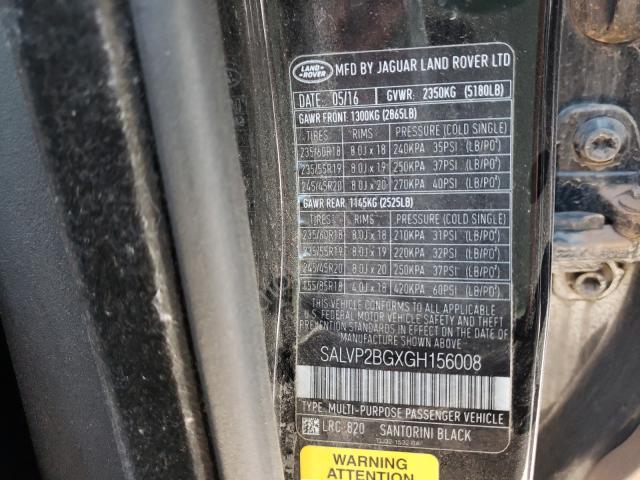 LAND-ROVER
MFD BY JAGUAR LAND ROVER LTD
DATE 05/16 GVWR. 2350KG (5180LB)
GAWR FRONT. 1300KG (2865LB)
TIRES RIMS PRESSURE (COLD SINGLE)
235/60R18 8.0J x 18 240KPA 35PSI (LB/PO²)
235/55R19 8.0J x 19 250KPA 37PSI (LB/PO²)
245/45R20 8.0J x 20 270KPA 40PSI (LB/PO²)
GAWR REAR. 1145KG (2525LB)
TIRES RIMS PRESSURE (COLD SINGLE)
235/60R18 8.0J x 18 210KPA 31PSI (LB/PO²)
235/55R19 8.0J x 19 220KPA 32PSI (LB/PO²)
245/45R20 8.0J x 20 250KPA 37PSI (LB/PO²)
155/85R18 4.0J x 18 420KPA 60PSI (LB/PO²)
THIS VEHICLE CONFORMS TO ALL APPLICABLE
U.S. FEDERAL MOTOR VEHICLE SAFETY AND THEFT
PREVENTION STANDARDS IN EFFECT ON THE DATE OF
MANUFACTURE SHOWN ABOVE
SALVP2BGXGH156008
TYPE: MULTI-PURPOSE PASSENGER VEHICLE
LRC 820 SANTORINI BLACK
WARNING
ATTENTION